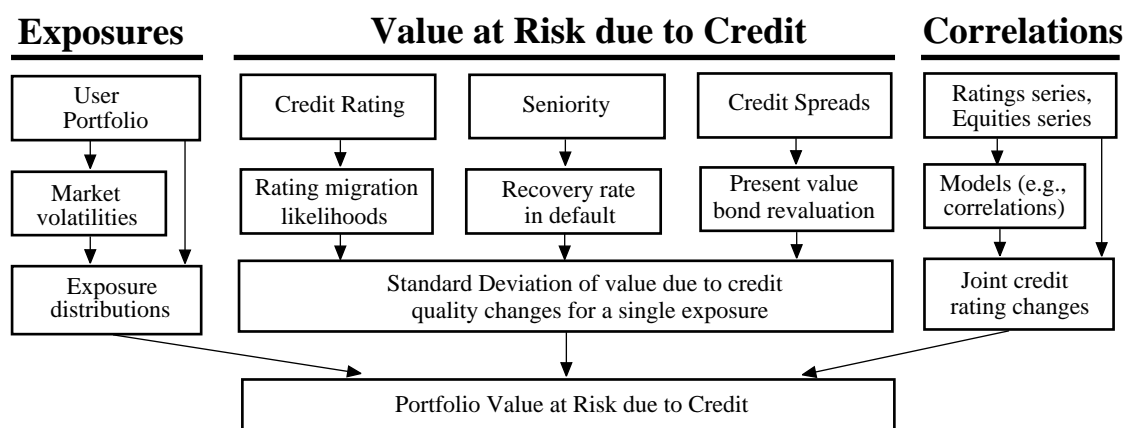 Exposures
Value at Risk due to Credit
Correlations
User
Portfolio
Market
volatilities
Exposure
distributions
Credit Rating
Seniority
Credit Spreads
Rating migration
likelihoods
Recovery rate
in default
Present value
bond revaluation
Standard Deviation of value due to credit
quality changes for a single exposure
Ratings series,
Equities series
Models (e.g.,
correlations)
Joint credit
rating changes
Portfolio Value at Risk due to Credit